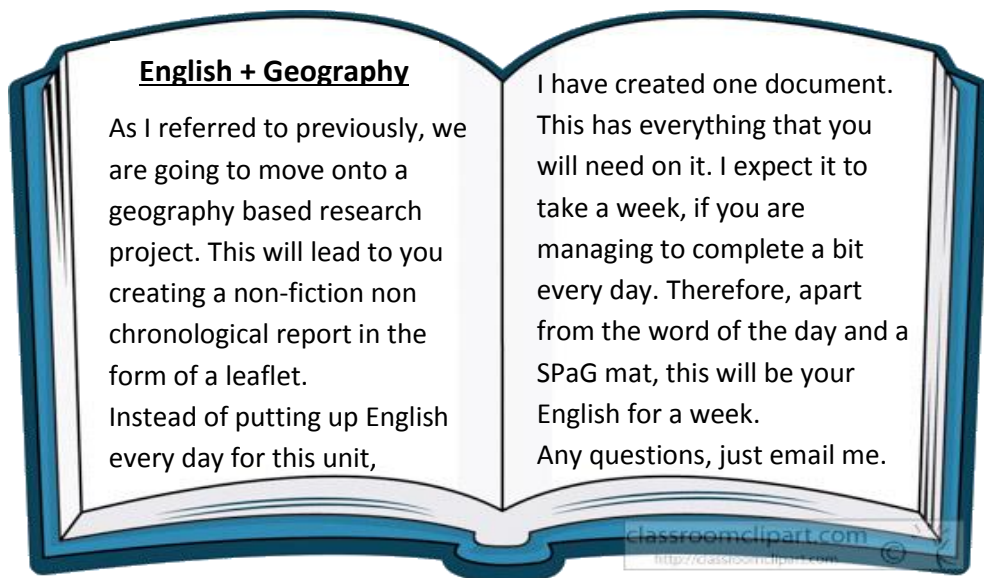 English + Geography
As I referred to previously, we
are going to move onto a
geography based research
project. This will lead to you
creating a non-fiction non
chronological report in the
form of a leaflet.
Instead of putting up English
every day for this unit,
I have created one document.
This has everything that you
will need on it. I expect it to
take a week, if you are
managing to complete a bit
every day. Therefore, apart
from the word of the day and a
SPaG mat, this will be your
English for a week.
Any questions, just email me.
classroomclipart.com
http://classroomclipart.com
©